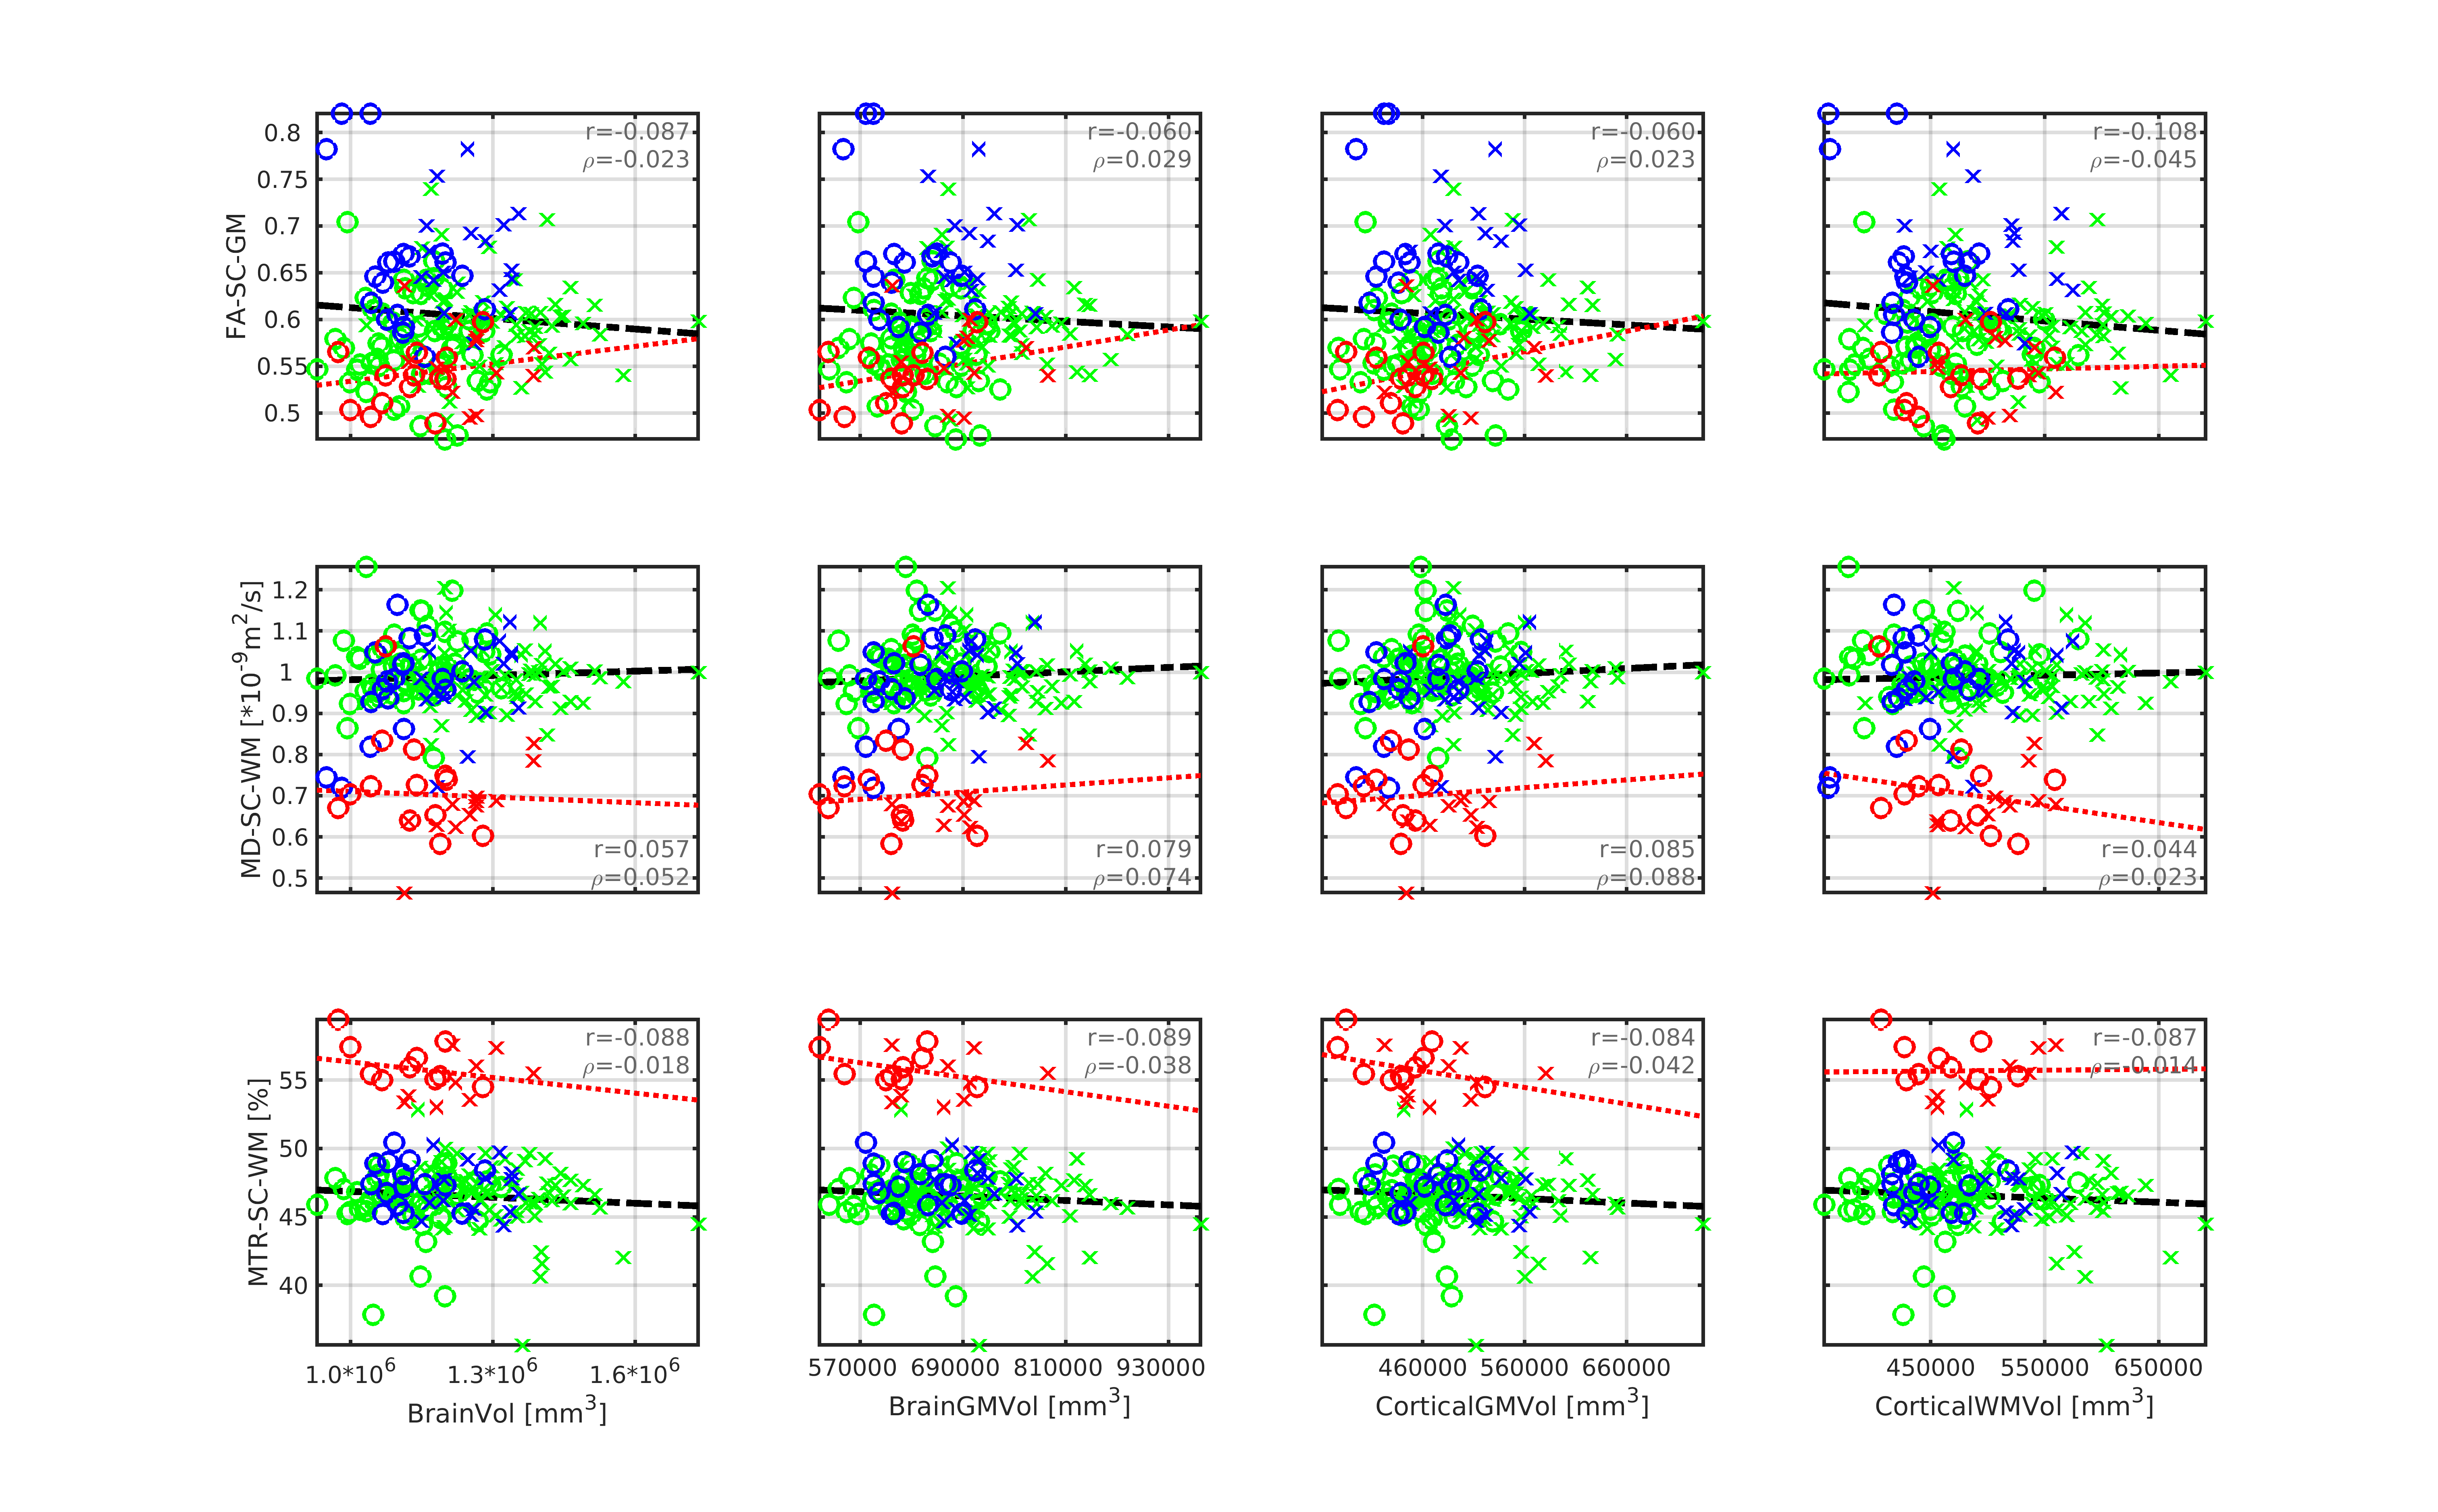 r=-0.087
ρ=-0.023
r=-0.060
ρ=0.029
r=-0.060
ρ=0.023
r=-0.108
ρ=-0.045
0.8
0.75
0.7
0.65
0.6
0.55
0.5
FA-SC-GM
1.2
1.1
1
0.9
0.8
0.7
0.6
0.5
MD-SC-WM [*10⁻⁹m²/s]
r=0.057
ρ=0.052
r=0.079
ρ=0.074
r=0.085
ρ=0.088
r=0.044
ρ=0.023
r=-0.088
ρ=-0.018
r=-0.089
ρ=-0.038
r=-0.084
ρ=-0.042
r=-0.087
ρ=-0.014
55
50
45
40
MTR-SC-WM [%]
1.0*10⁶ 1.3*10⁶ 1.6*10⁶
BrainVol [mm³]
570000 690000 810000 930000
BrainGMVol [mm³]
460000 560000 660000
CorticalGMVol [mm³]
450000 550000 650000
CorticalWMVol [mm³]